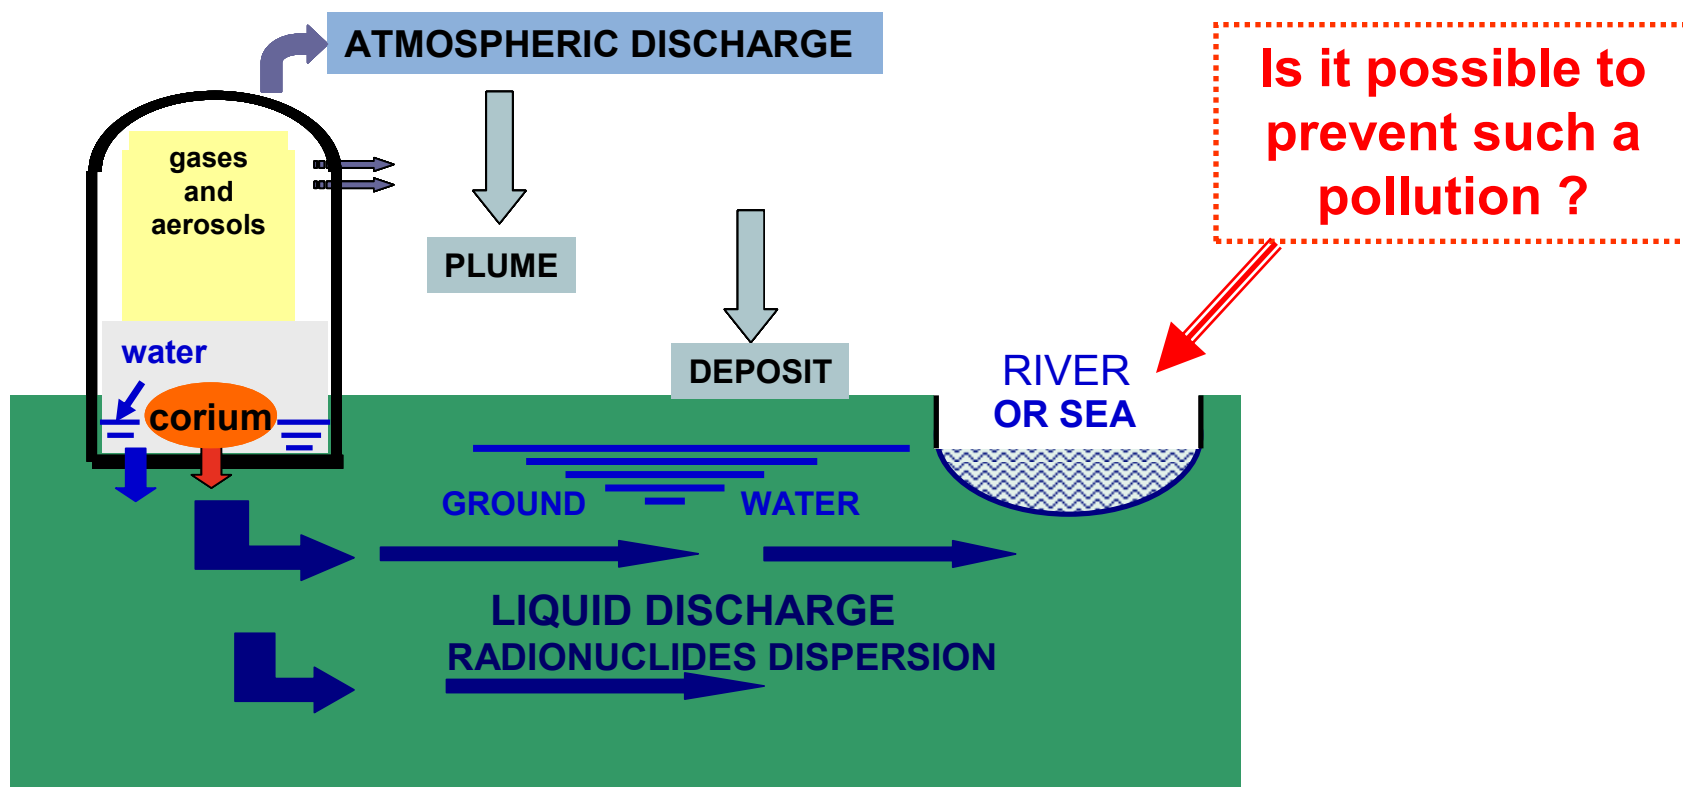 ATMOSPHERIC DISCHARGE
Is it possible to
prevent such a
pollution ?
gases
and
aerosols
PLUME
water
DEPOSIT
RIVER
OR SEA
corium
GROUND WATER
LIQUID DISCHARGE
RADIONUCLIDES DISPERSION